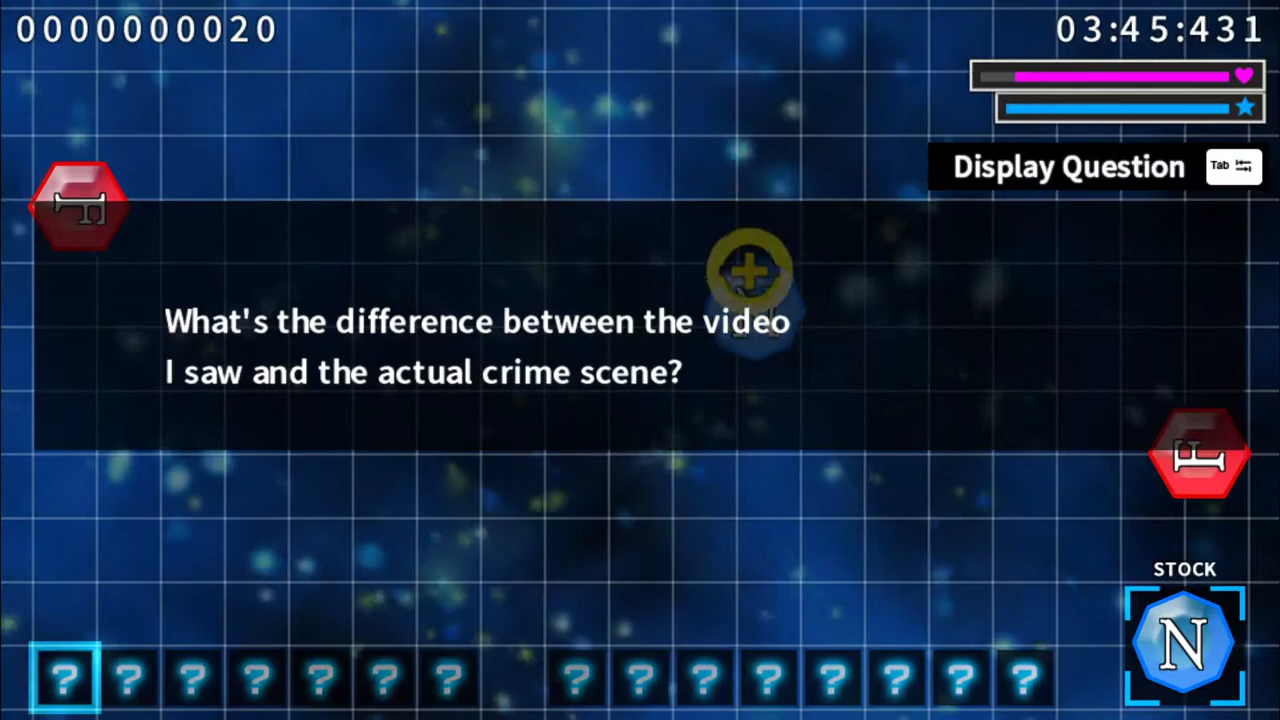 0000000020
03:45:431
Display Question
Tab
F
What's the difference between the video
I saw and the actual crime scene?
F
STOCK
N
? ? ? ? ? ? ? ? ? ? ? ? ? ? ?